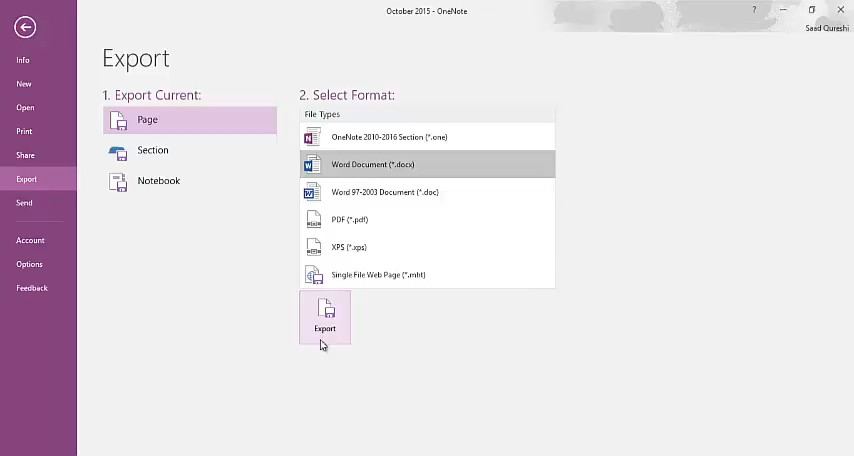 October 2015 - OneNote
?
Saad Qureshi
Info
New
Open
Print
Share
Export
Send
Account
Options
Feedback
Export
1. Export Current:
Page
Section
Notebook
2. Select Format:
File Types
OneNote 2010-2016 Section (*.one)
Word Document (*.docx)
Word 97-2003 Document (*.doc)
PDF (*.pdf)
XPS (*.xps)
Single File Web Page (*.mht)
Export